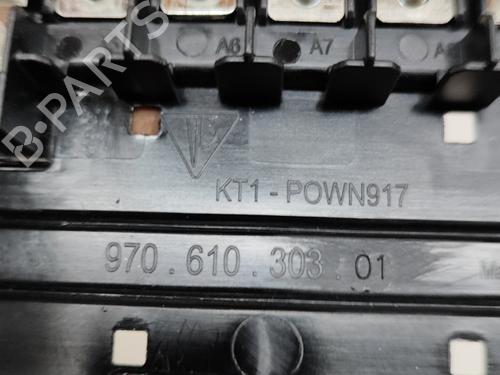 A6
A7
B-PARTS
KT1 - POWN917
970 . 610 . 303 . 01